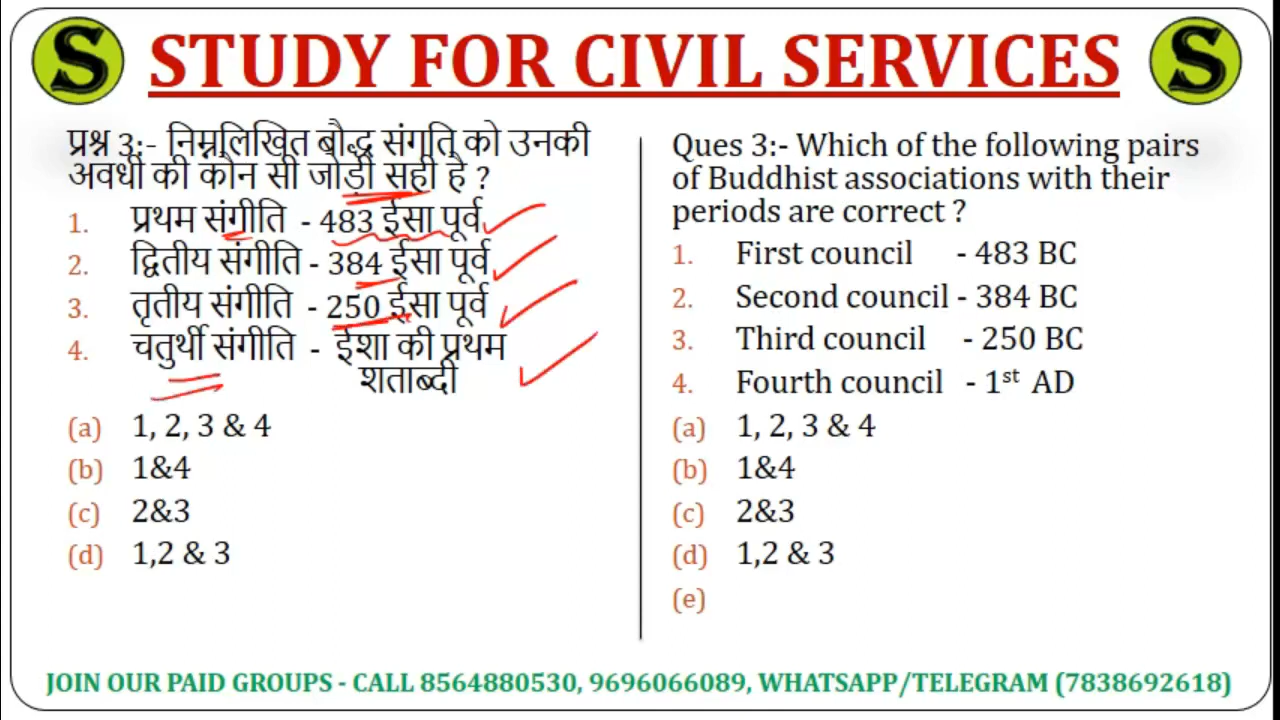 S STUDY FOR CIVIL SERVICES S
प्रश्न 3:- निम्नलिखित बौद्ध संगति को उनकी
अवधी की कौन सी जोड़ी सही है ?
1. प्रथम संगीति - 483 ईसा पूर्व
2. द्वितीय संगीति - 384 ईसा पूर्व
3. तृतीय संगीति - 250 ईसा पूर्व
4. चतुर्थी संगीति - ईशा की प्रथम
शताब्दी
(a) 1, 2, 3 & 4
(b) 1&4
(c) 2&3
(d) 1,2 & 3
Ques 3:- Which of the following pairs
of Buddhist associations with their
periods are correct ?
1. First council - 483 BC
2. Second council - 384 BC
3. Third council - 250 BC
4. Fourth council - 1st AD
(a) 1, 2, 3 & 4
(b) 1&4
(c) 2&3
(d) 1,2 & 3
(e)
JOIN OUR PAID GROUPS - CALL 8564880530, 9696066089, WHATSAPP/TELEGRAM (7838692618)